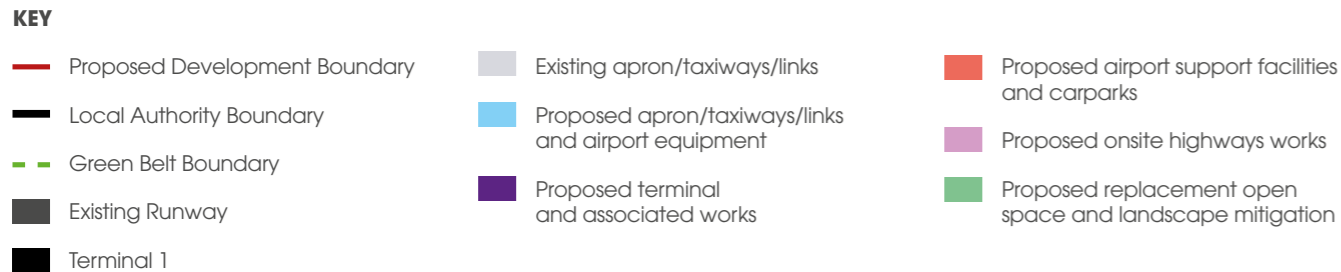 KEY
Proposed Development Boundary
Local Authority Boundary
Green Belt Boundary
Existing Runway
Terminal 1
Existing apron/taxiways/links
Proposed apron/taxiways/links
and airport equipment
Proposed terminal
and associated works
Proposed airport support facilities
and carparks
Proposed onsite highways works
Proposed replacement open
space and landscape mitigation